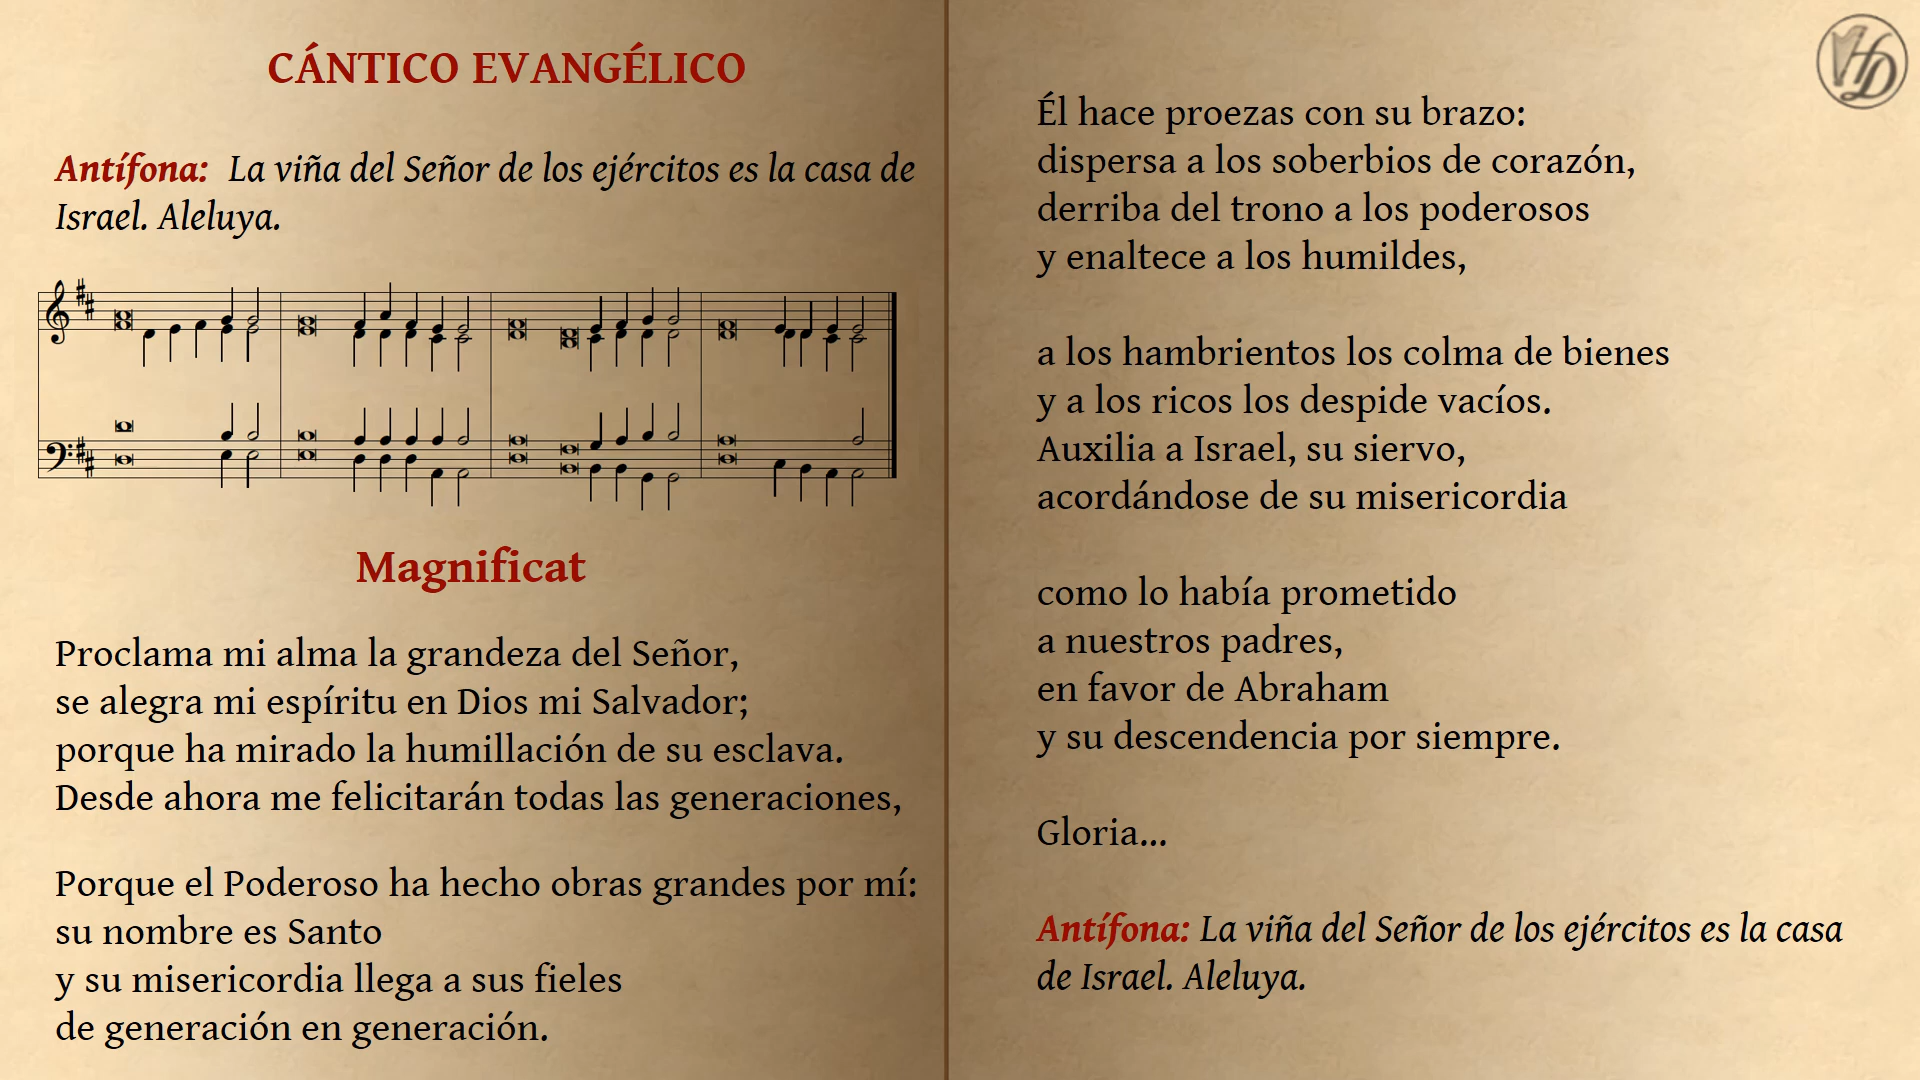 CÁNTICO EVANGÉLICO
Antífona: La viña del Señor de los ejércitos es la casa de
Israel. Aleluya.
Magnificat
Proclama mi alma la grandeza del Señor,
se alegra mi espíritu en Dios mi Salvador;
porque ha mirado la humillación de su esclava.
Desde ahora me felicitarán todas las generaciones,
Porque el Poderoso ha hecho obras grandes por mí:
su nombre es Santo
y su misericordia llega a sus fieles
de generación en generación.
HD
Él hace proezas con su brazo:
dispersa a los soberbios de corazón,
derriba del trono a los poderosos
y enaltece a los humildes,
a los hambrientos los colma de bienes
y a los ricos los despide vacíos.
Auxilia a Israel, su siervo,
acordándose de su misericordia
como lo había prometido
a nuestros padres,
en favor de Abraham
y su descendencia por siempre.
Gloria...
Antífona: La viña del Señor de los ejércitos es la casa
de Israel. Aleluya.